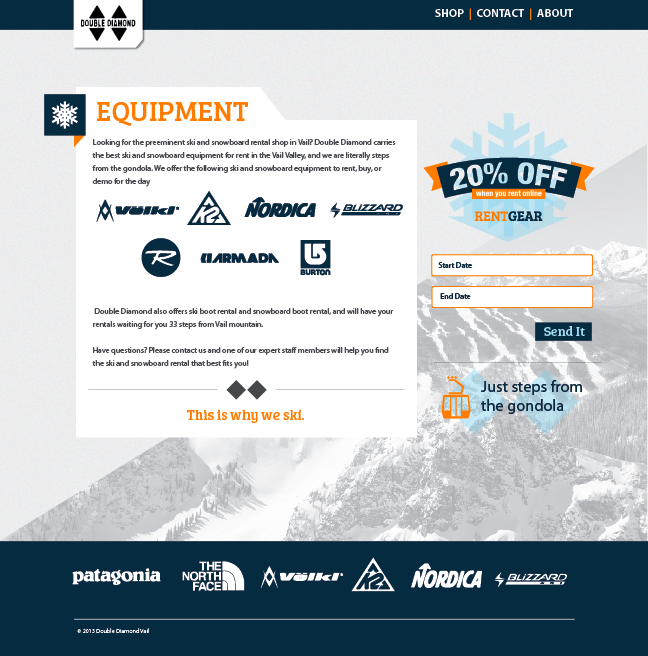 DOUBLE DIAMOND
SHOP | CONTACT | ABOUT
EQUIPMENT
Looking for the preeminent ski and snowboard rental shop in Vail? Double Diamond carries
the best ski and snowboard equipment for rent in the Vail Valley, and we are literally steps
from the gondola. We offer the following ski and snowboard equipment to rent, buy, or
demo for the day
Völkl K2 NORDICA BLIZZARD
R ARMADA BURTON
Double Diamond also offers ski boot rental and snowboard boot rental, and will have your
rentals waiting for you 33 steps from Vail mountain.
Have questions? Please contact us and one of our expert staff members will help you find
the ski and snowboard rental that best fits you!
This is why we ski.
20% OFF
when you rent online
RENTGEAR
Start Date
End Date
Send It
Just steps from
the gondola
patagonia THE NORTH FACE Völkl K2 NORDICA BLIZZARD
© 2013 Double Diamond Vail